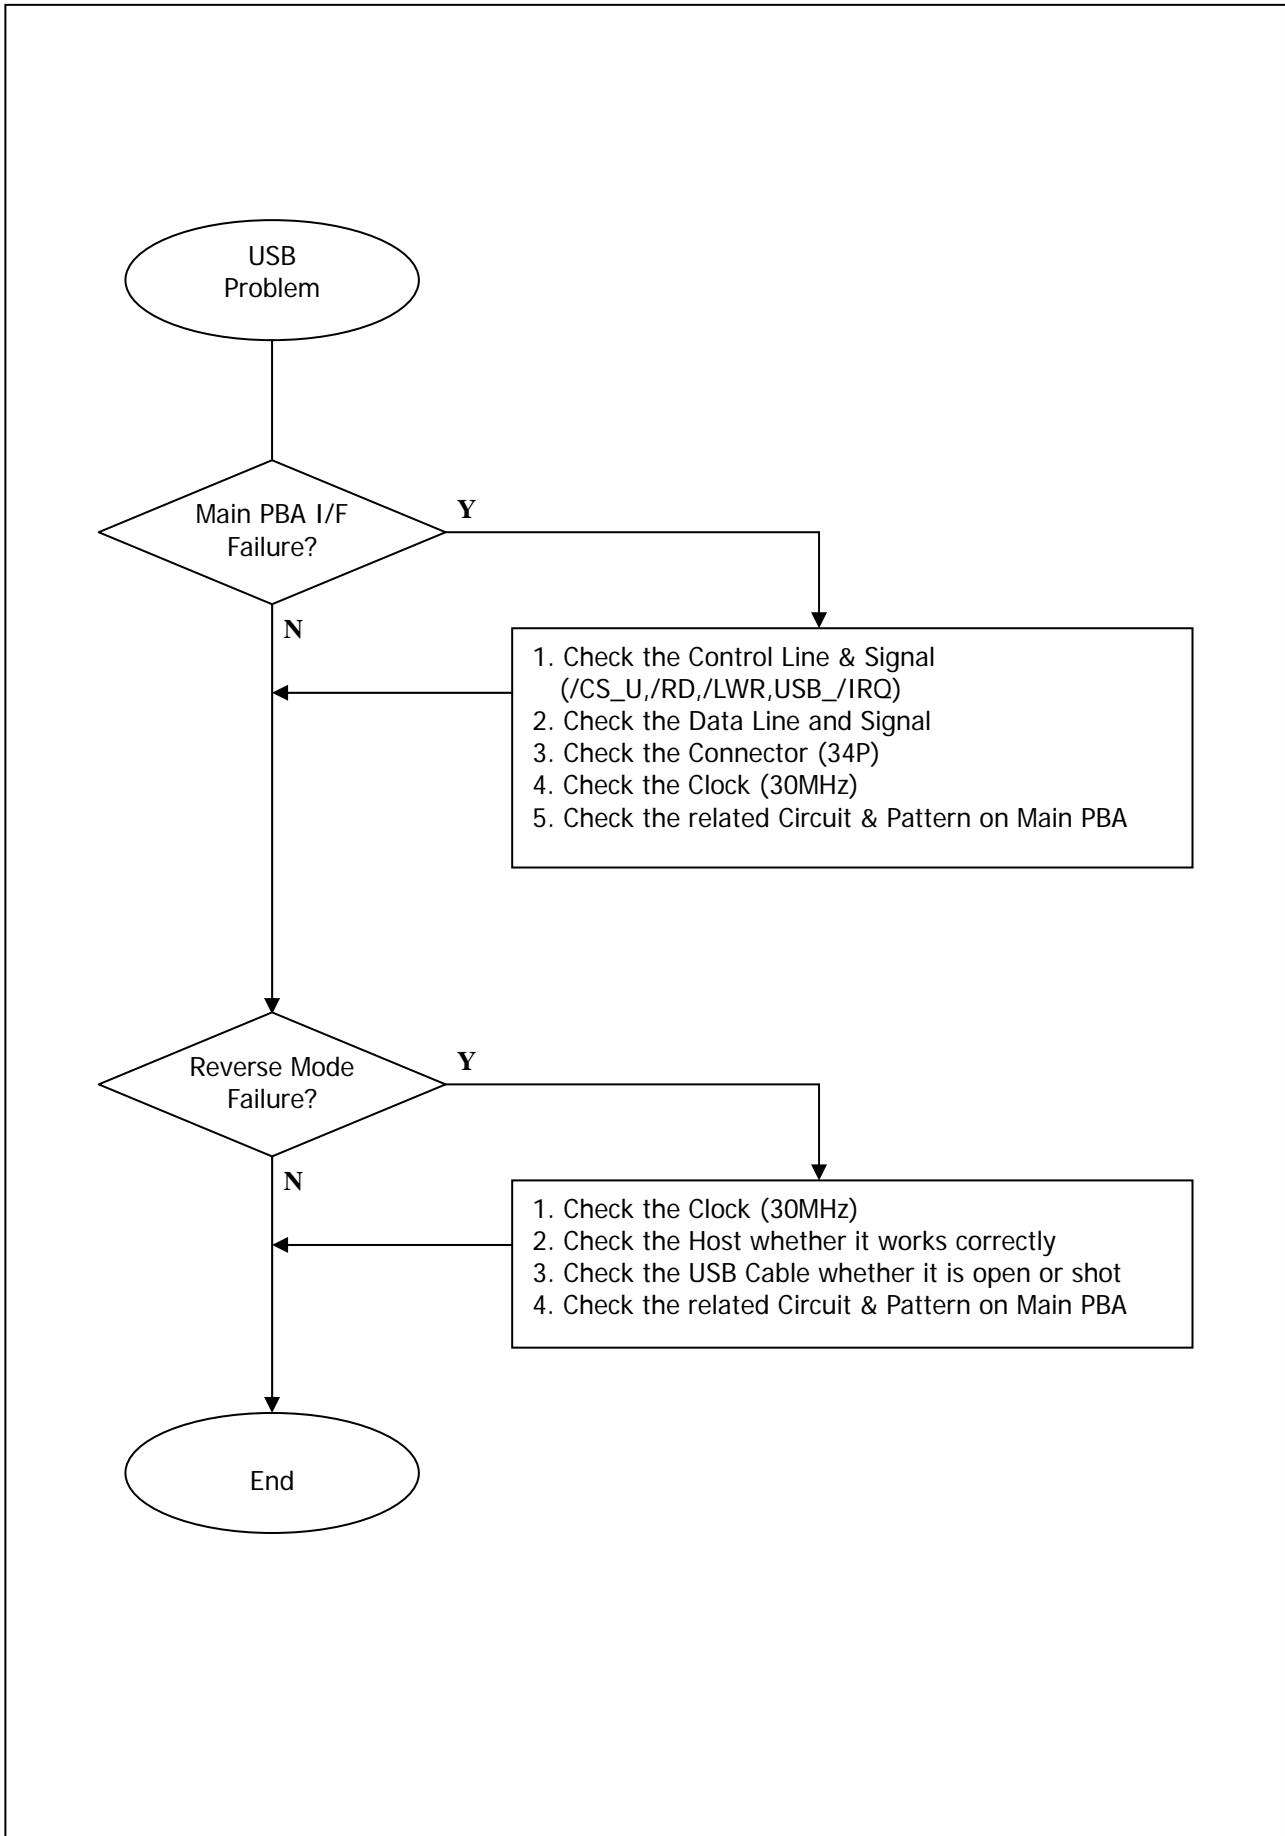 USB
Problem
Main PBA I/F
Failure?
Y
N
1. Check the Control Line & Signal
(/CS_U,/RD,/LWR,USB_/IRQ)
2. Check the Data Line and Signal
3. Check the Connector (34P)
4. Check the Clock (30MHz)
5. Check the related Circuit & Pattern on Main PBA
Reverse Mode
Failure?
Y
N
1. Check the Clock (30MHz)
2. Check the Host whether it works correctly
3. Check the USB Cable whether it is open or shot
4. Check the related Circuit & Pattern on Main PBA
End